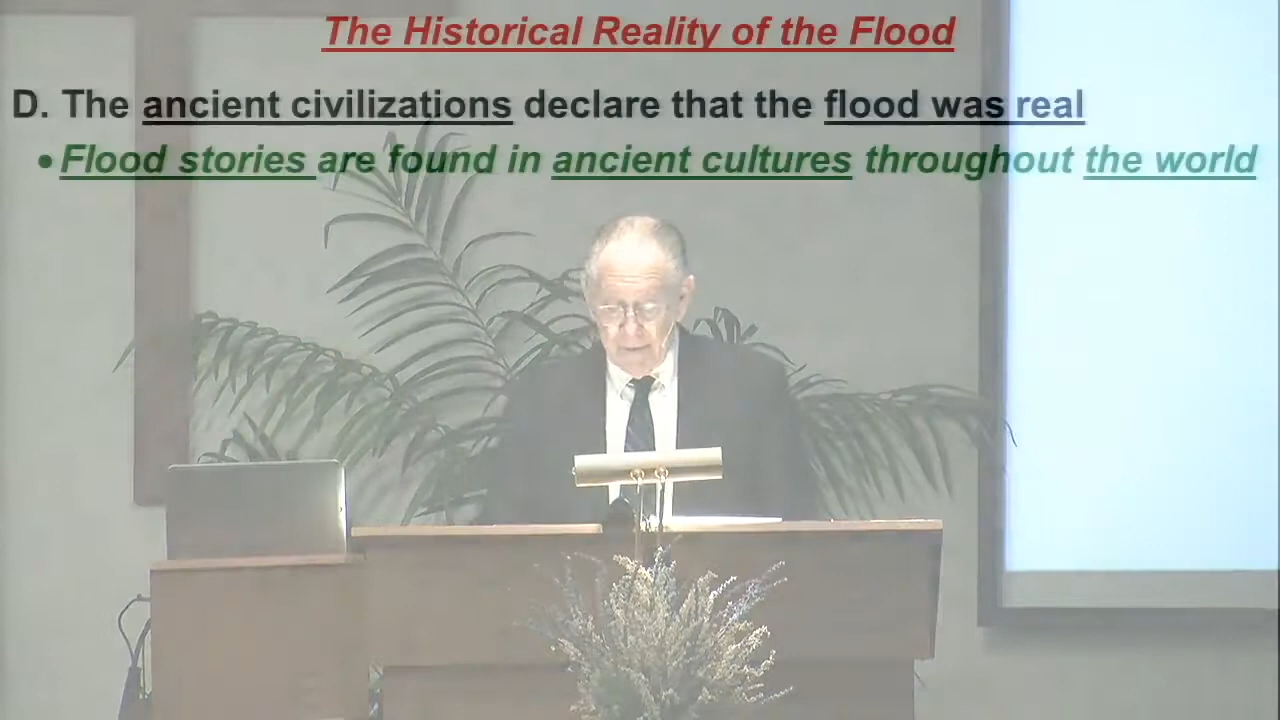 The Historical Reality of the Flood
D. The ancient civilizations declare that the flood was real
• Flood stories are found in ancient cultures throughout the world